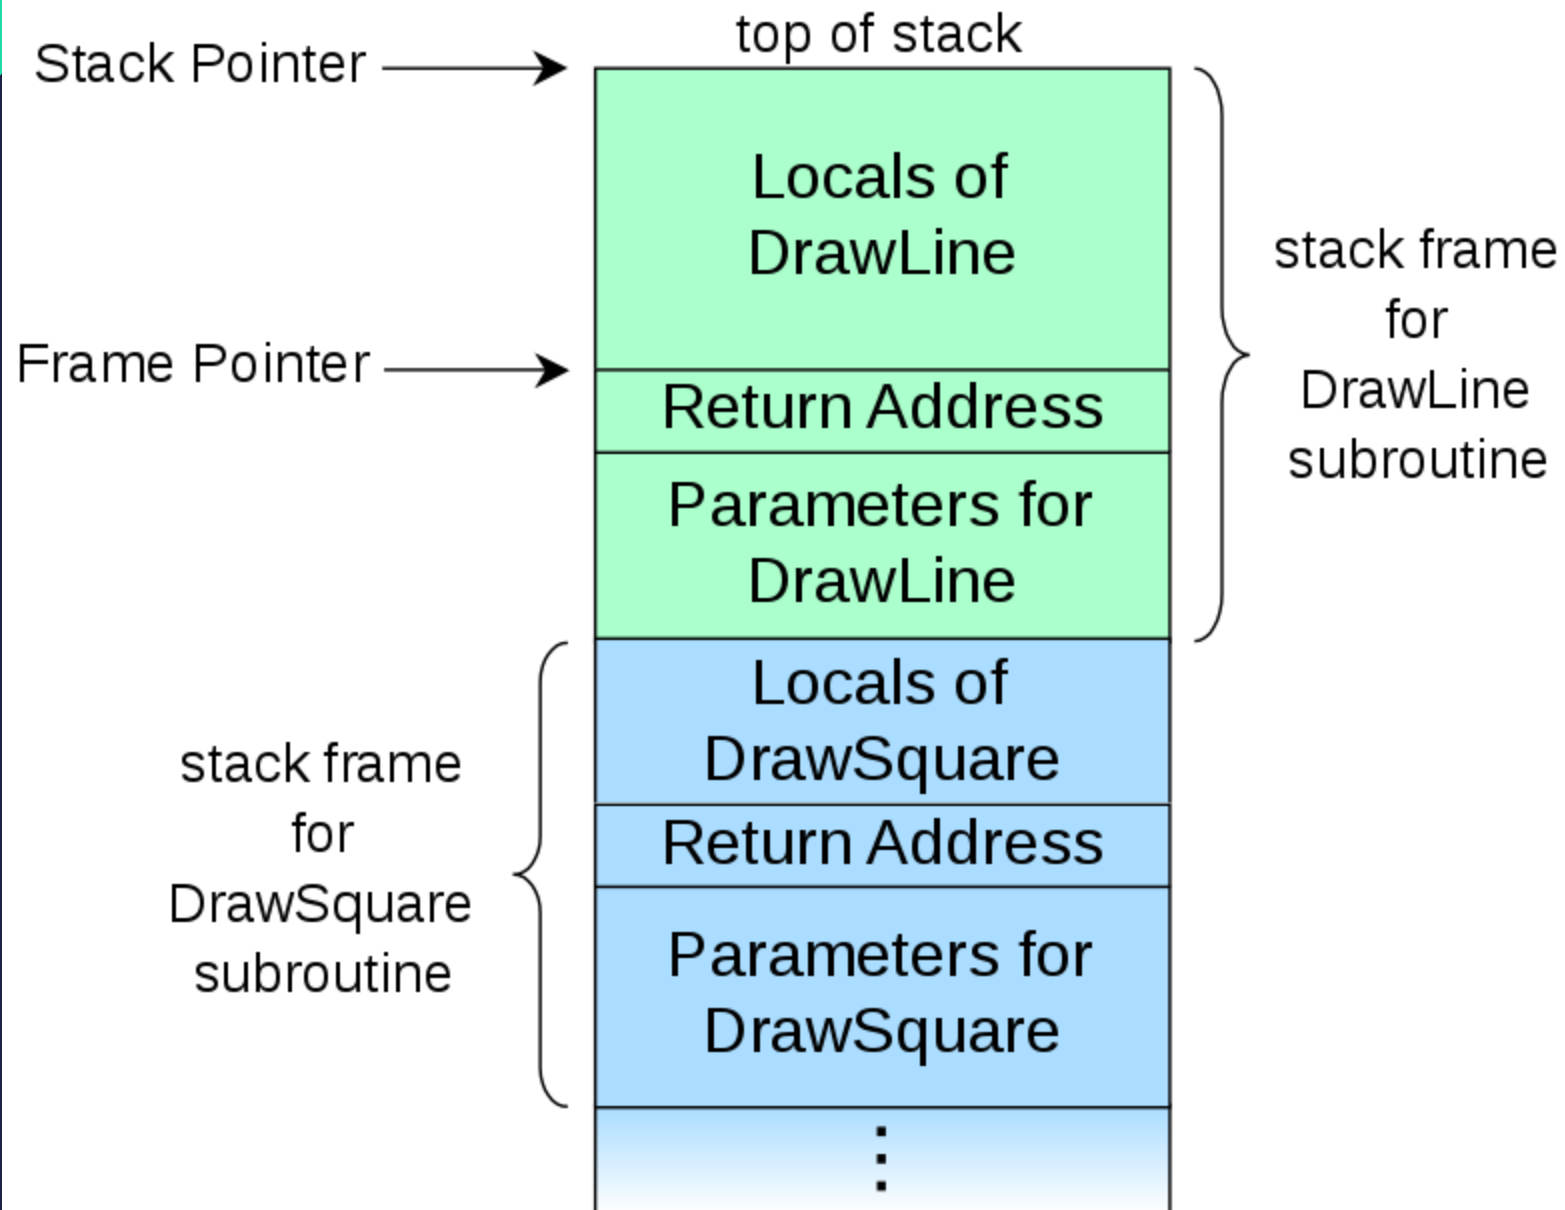 top of stack
Stack Pointer
Locals of
DrawLine
stack frame
for
DrawLine
subroutine
Frame Pointer
Return Address
Parameters for
DrawLine
Locals of
DrawSquare
stack frame
for
DrawSquare
subroutine
Return Address
Parameters for
DrawSquare
⋮